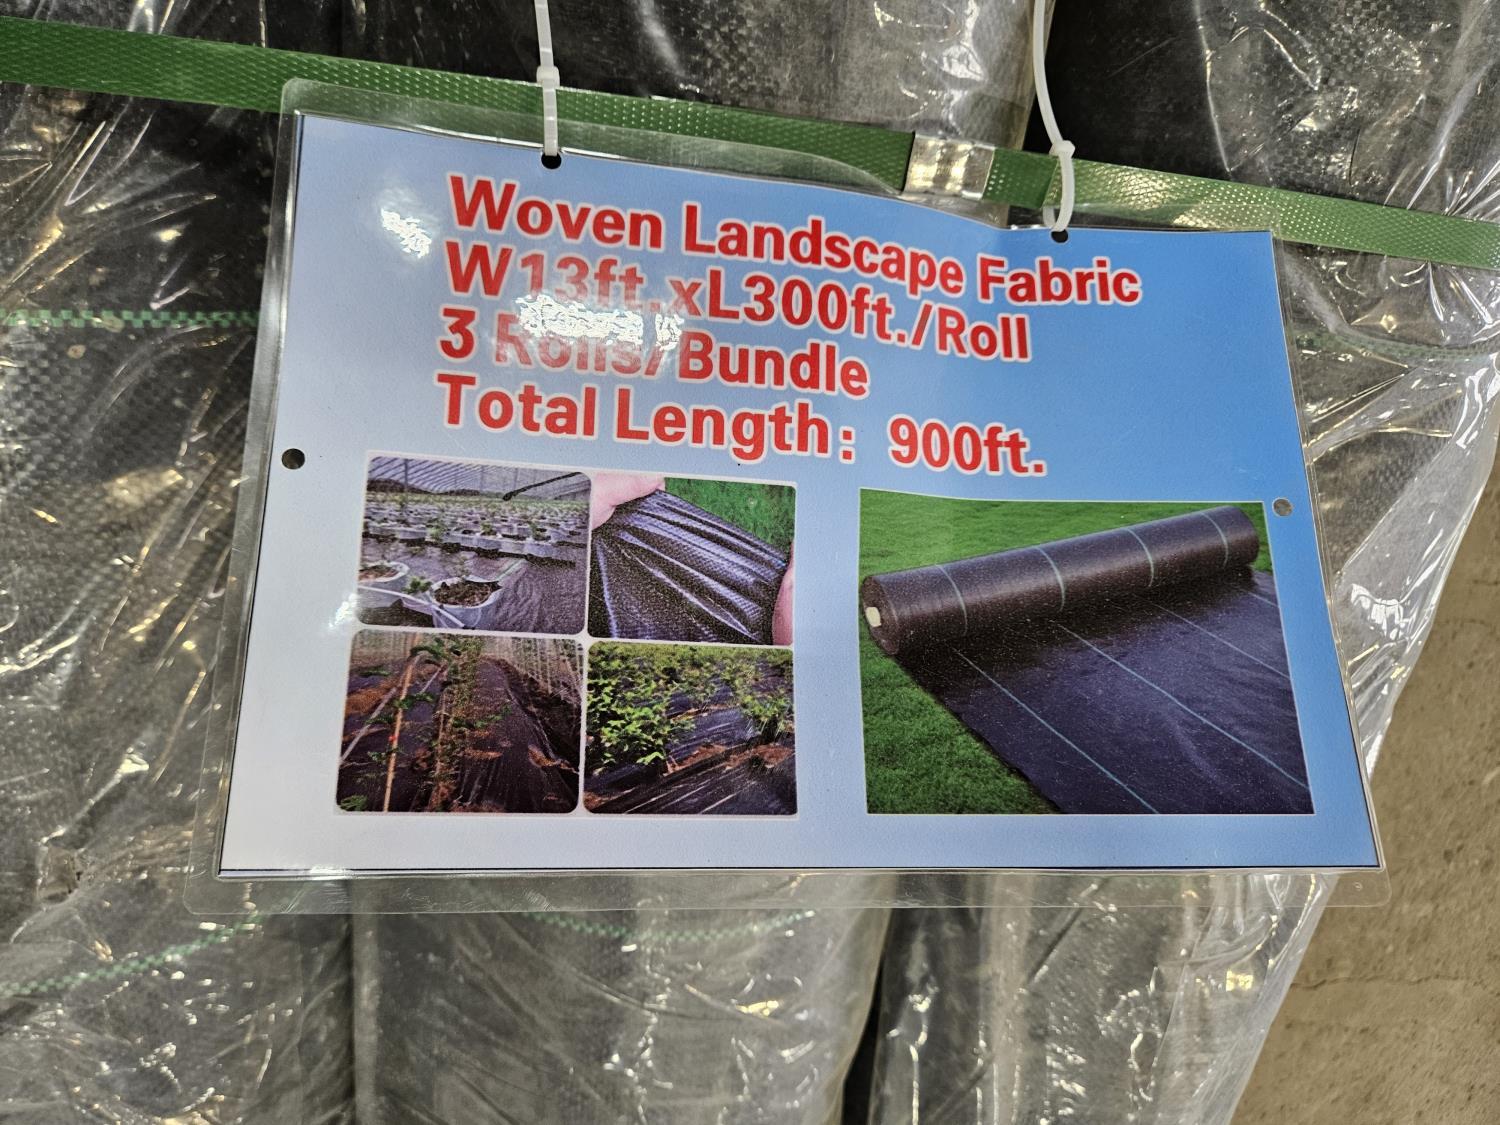 Woven Landscape Fabric
W13ft.xL300ft./Roll
3 Rolls/Bundle
Total Length: 900ft.